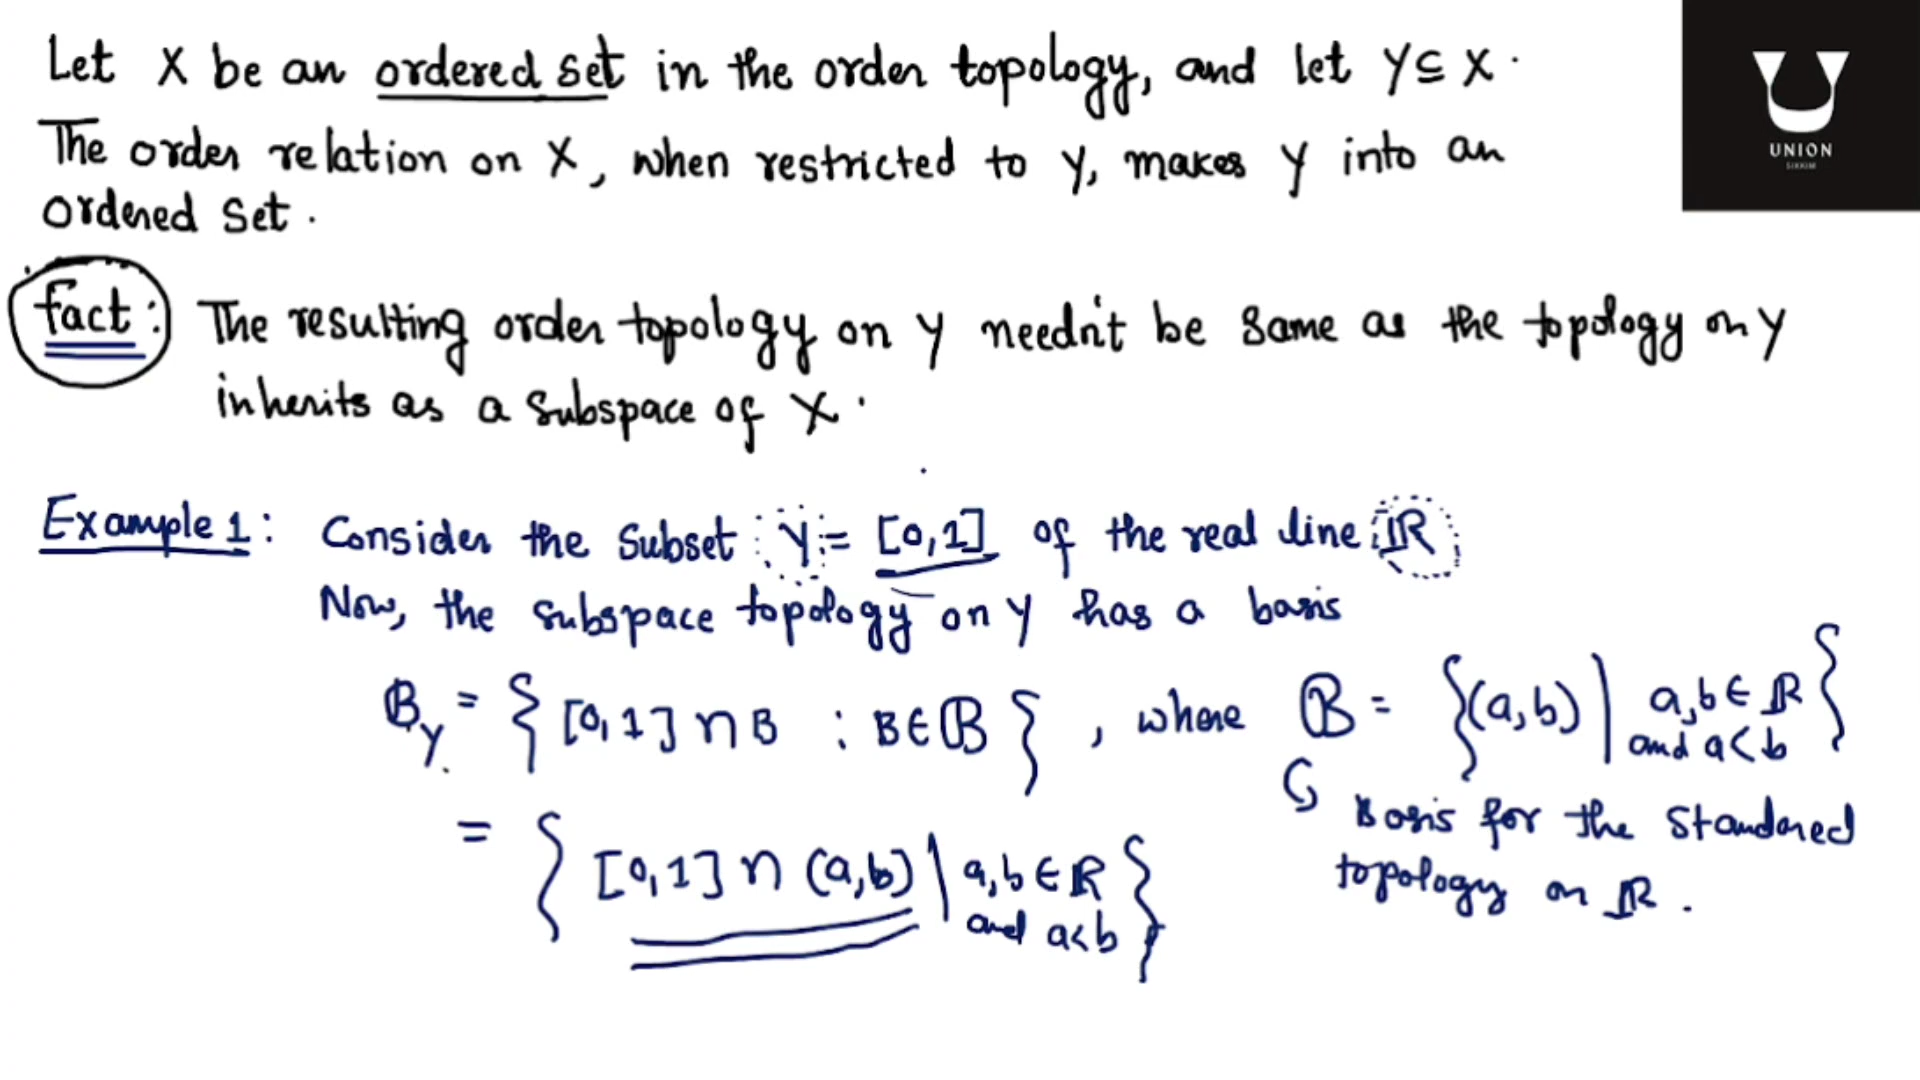 Let X be an ordered set in the order topology, and let Y ⊆ X.
UNION
SIKKIM
The order relation on X, when restricted to Y, makes Y into an
ordered set.
Fact: The resulting order topology on Y needn't be same as the topology on Y
inherits as a subspace of X.
Example 1: Consider the subset Y = [0,1] of the real line ℝ
Now, the subspace topology on Y has a basis
𝔹_Y = { [0,1] ∩ B : B ∈ 𝔹 }, where 𝔹 = { (a,b) | a,b ∈ ℝ and a<b }
Basis for the standared
= { [0,1] ∩ (a,b) | a,b ∈ ℝ and a<b }
topology on ℝ.